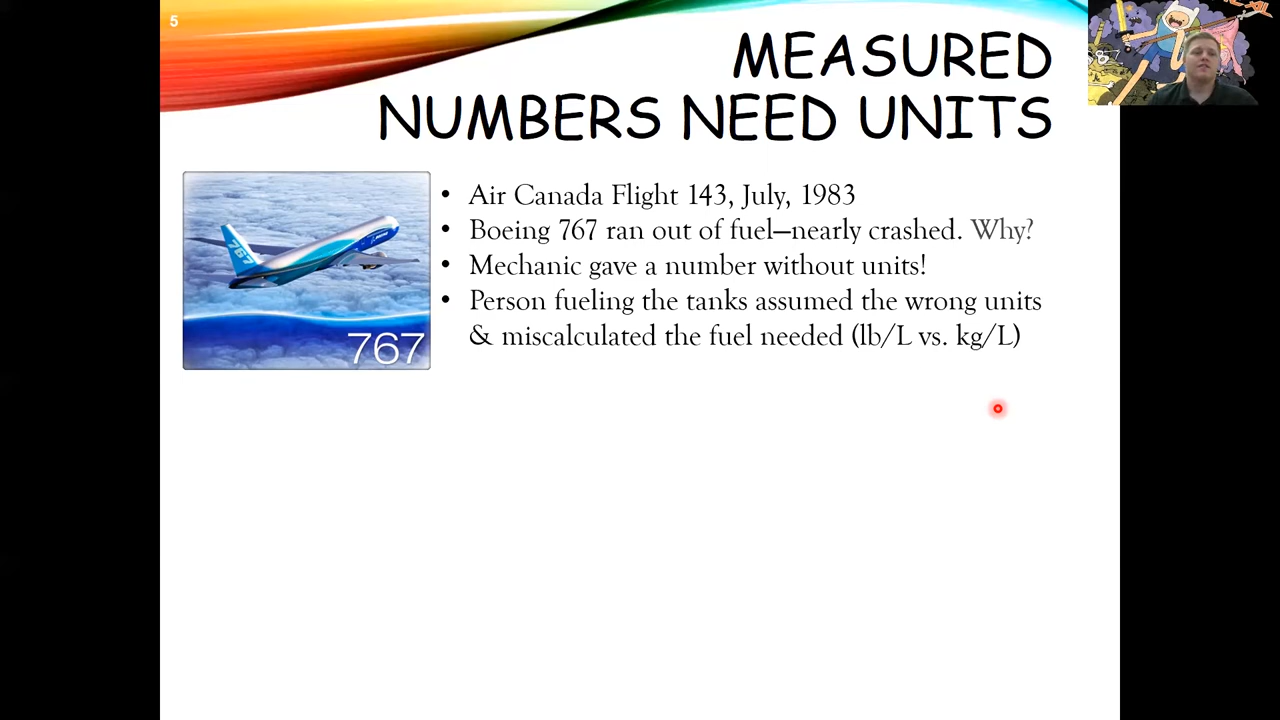 5
MEASURED
NUMBERS NEED UNITS
• Air Canada Flight 143, July, 1983
• Boeing 767 ran out of fuel—nearly crashed. Why?
• Mechanic gave a number without units!
• Person fueling the tanks assumed the wrong units
& miscalculated the fuel needed (lb/L vs. kg/L)
767
767